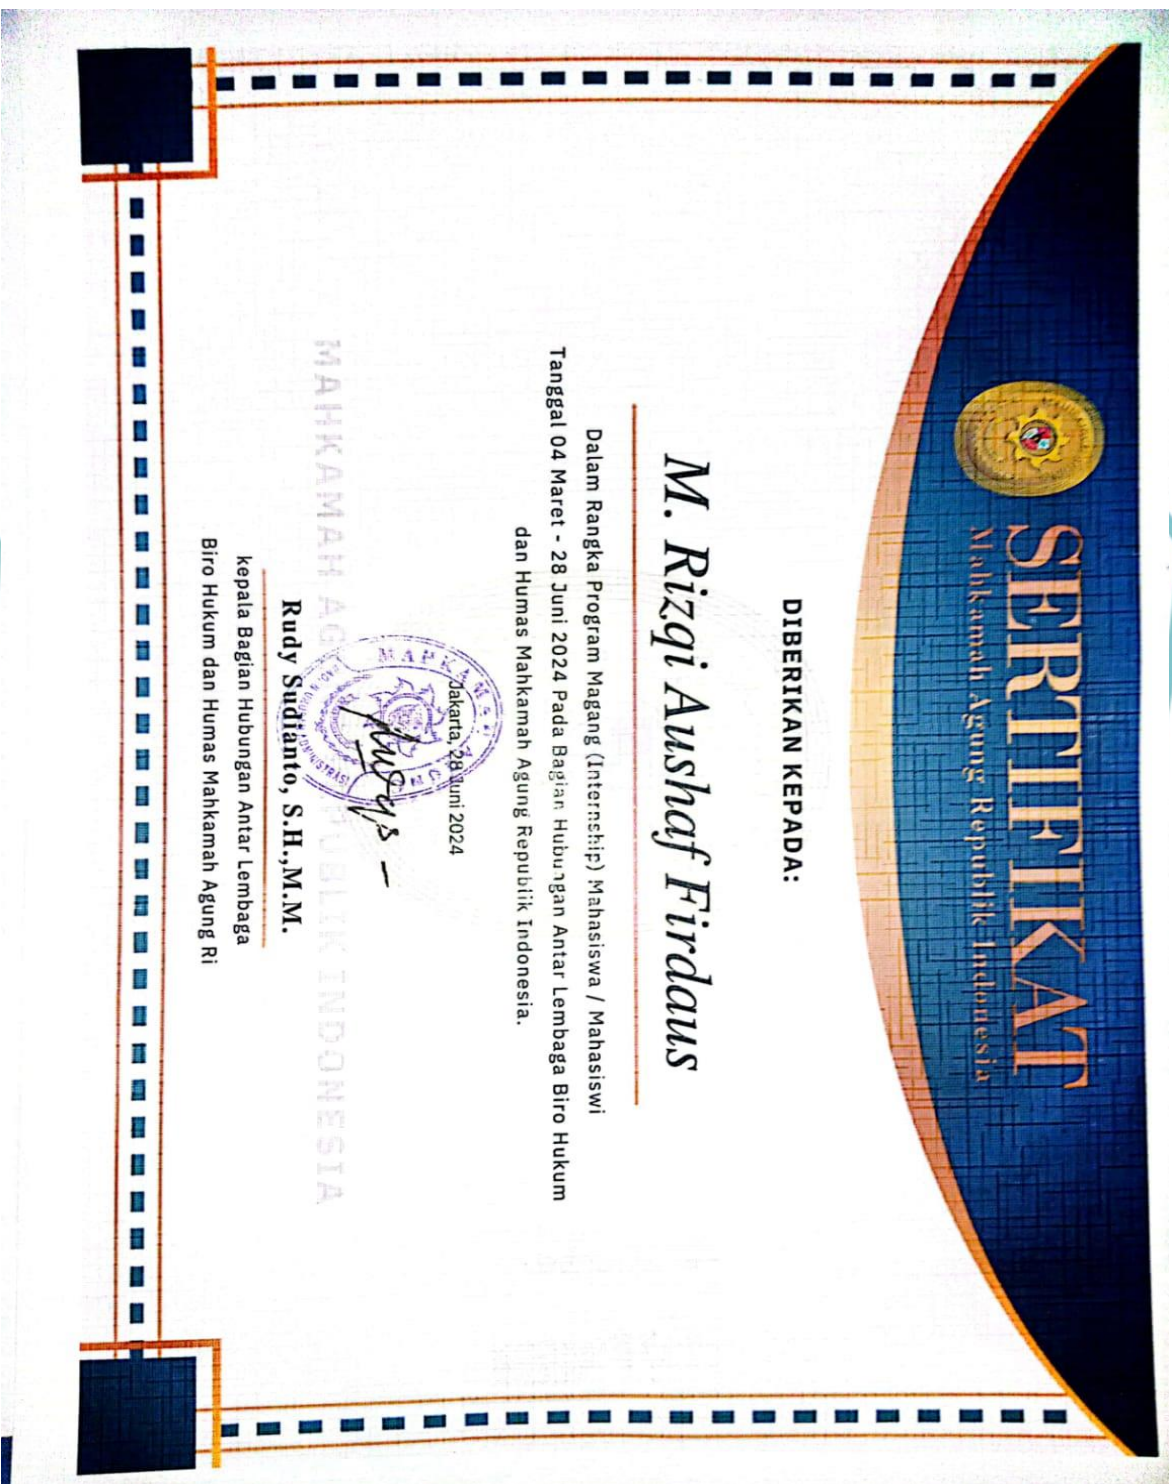 SERTIFIKAT
Mahkamah Agung Republik Indonesia
DIBERIKAN KEPADA:
M. Rizqi Aushaf Firdaus
Dalam Rangka Program Magang (Internship) Mahasiswa / Mahasiswi
Tanggal 04 Maret - 28 Juni 2024 Pada Bagian Hubungan Antar Lembaga Biro Hukum
dan Humas Mahkamah Agung Republik Indonesia.
Jakarta, 28 Juni 2024
MAHKAMAH AGUNG
MAHKAMAH AGUNG REPUBLIK INDONESIA
Rudy Sudianto, S.H.,M.M.
kepala Bagian Hubungan Antar Lembaga
Biro Hukum dan Humas Mahkamah Agung Ri